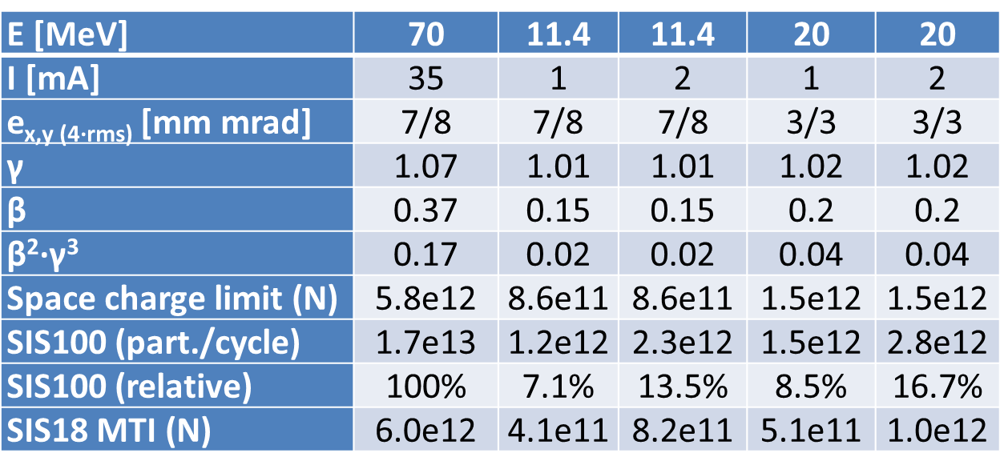 E [MeV] 70 11.4 11.4 20 20
I [mA] 35 1 2 1 2
eₓ,y (4·rms) [mm mrad] 7/8 7/8 7/8 3/3 3/3
γ 1.07 1.01 1.01 1.02 1.02
β 0.37 0.15 0.15 0.2 0.2
β²·γ³ 0.17 0.02 0.02 0.04 0.04
Space charge limit (N) 5.8e12 8.6e11 8.6e11 1.5e12 1.5e12
SIS100 (part./cycle) 1.7e13 1.2e12 2.3e12 1.5e12 2.8e12
SIS100 (relative) 100% 7.1% 13.5% 8.5% 16.7%
SIS18 MTI (N) 6.0e12 4.1e11 8.2e11 5.1e11 1.0e12